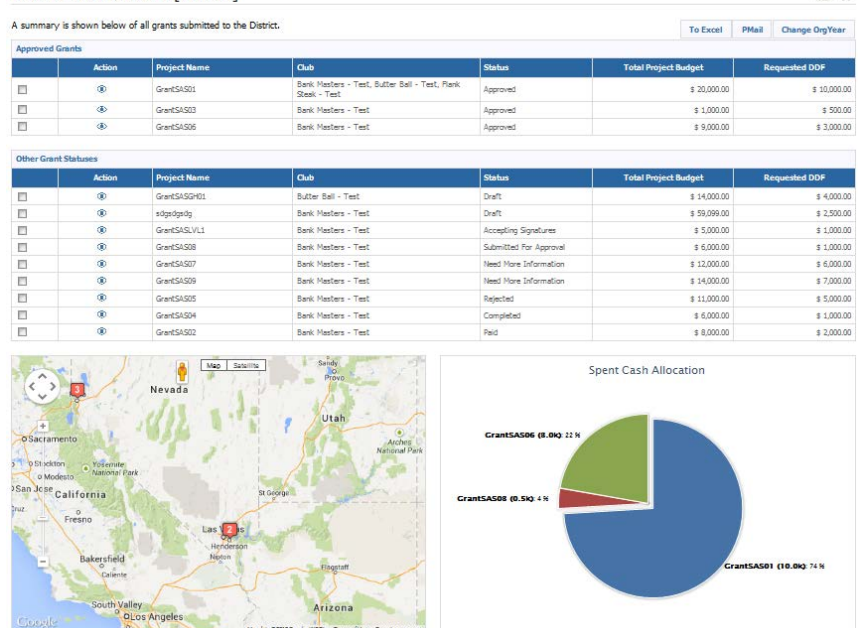 A summary is shown below of all grants submitted to the District.
To Excel PMail Change OrgYear
Approved Grants
Action Project Name Club Status Total Project Budget Requested DDF
GrantSAS01 Bank Masters - Test, Butter Ball - Test, Flank Steak - Test Approved $ 20,000.00 $ 10,000.00
GrantSAS03 Bank Masters - Test Approved $ 1,000.00 $ 500.00
GrantSAS06 Bank Masters - Test Approved $ 9,000.00 $ 3,000.00
Other Grant Statuses
Action Project Name Club Status Total Project Budget Requested DDF
GrantSASGH01 Butter Ball - Test Draft $ 14,000.00 $ 4,000.00
sdgsdgsdg Bank Masters - Test Draft $ 59,099.00 $ 2,500.00
GrantSASLVL1 Bank Masters - Test Accepting Signatures $ 5,000.00 $ 1,000.00
GrantSAS08 Bank Masters - Test Submitted For Approval $ 6,000.00 $ 1,000.00
GrantSAS07 Bank Masters - Test Need More Information $ 12,000.00 $ 6,000.00
GrantSAS09 Bank Masters - Test Need More Information $ 14,000.00 $ 7,000.00
GrantSAS05 Bank Masters - Test Rejected $ 11,000.00 $ 5,000.00
GrantSAS04 Bank Masters - Test Completed $ 6,000.00 $ 1,000.00
GrantSAS02 Bank Masters - Test Paid $ 8,000.00 $ 2,000.00
Map Satellite
Sandy
Provo
3
Nevada
Utah
Sacramento
Arches
National Park
Stockton
Yosemite
National Park
Modesto
San Jose
California
St George
Fresno
Las 2
Henderson
Bakersfield
Flagstaff
Caliente
South Valley
Arizona
Los Angeles
Google
Spent Cash Allocation
GrantSAS06 (3.0k): 22 %
GrantSAS08 (0.5k): 4 %
GrantSAS01 (10.0k): 74 %